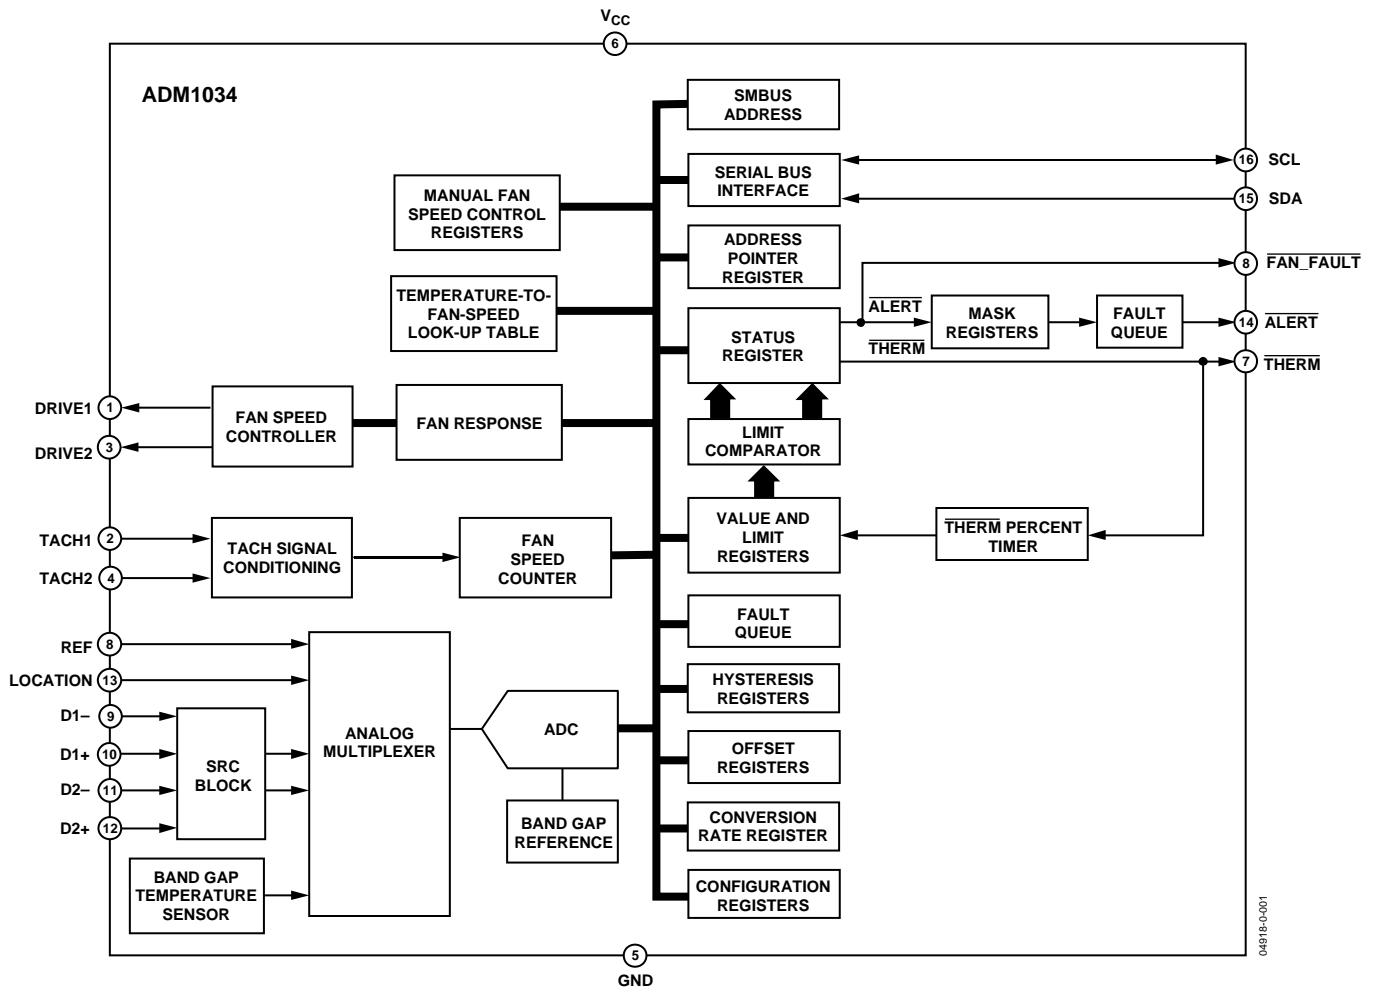 VCC
6
ADM1034
SMBUS
ADDRESS
SERIAL BUS
INTERFACE
16 SCL
15 SDA
MANUAL FAN
SPEED CONTROL
REGISTERS
ADDRESS
POINTER
REGISTER
8 FAN_FAULT
TEMPERATURE-TO-
FAN-SPEED
LOOK-UP TABLE
STATUS
REGISTER
ALERT
THERM
MASK
REGISTERS
FAULT
QUEUE
14 ALERT
7 THERM
DRIVE1 1
DRIVE2 3
FAN SPEED
CONTROLLER
FAN RESPONSE
LIMIT
COMPARATOR
TACH1 2
TACH2 4
TACH SIGNAL
CONDITIONING
FAN
SPEED
COUNTER
VALUE AND
LIMIT
REGISTERS
THERM PERCENT
TIMER
FAULT
QUEUE
REF 8
LOCATION 13
D1– 9
D1+ 10
D2– 11
D2+ 12
SRC
BLOCK
ANALOG
MULTIPLEXER
ADC
HYSTERESIS
REGISTERS
OFFSET
REGISTERS
BAND GAP
REFERENCE
CONVERSION
RATE REGISTER
BAND GAP
TEMPERATURE
SENSOR
CONFIGURATION
REGISTERS
5
GND
04918-0-001